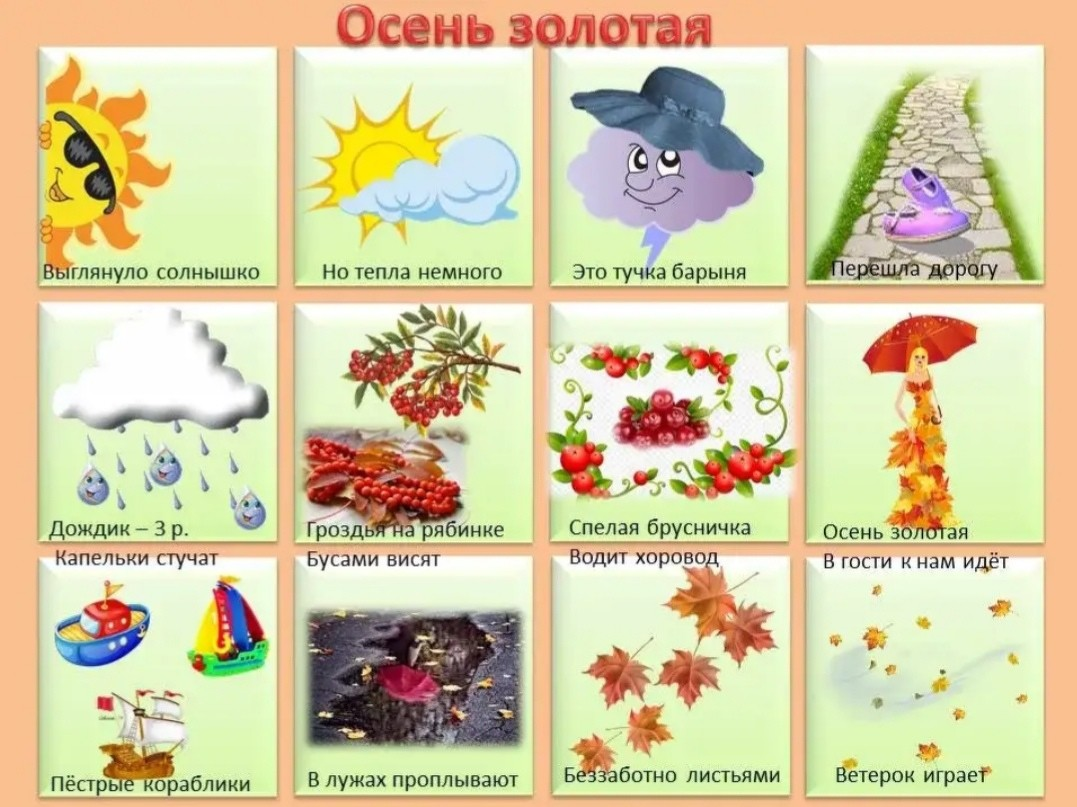 Осень золотая
Выглянуло солнышко
Но тепла немного
Это тучка барыня
Перешла дорогу
Дождик – 3 р.
Капельки стучат
Гроздья на рябинке
Бусами висят
Спелая брусничка
Водит хоровод
Осень золотая
В гости к нам идёт
Пёстрые кораблики
В лужах проплывают
Беззаботно листьями
Ветерок играет